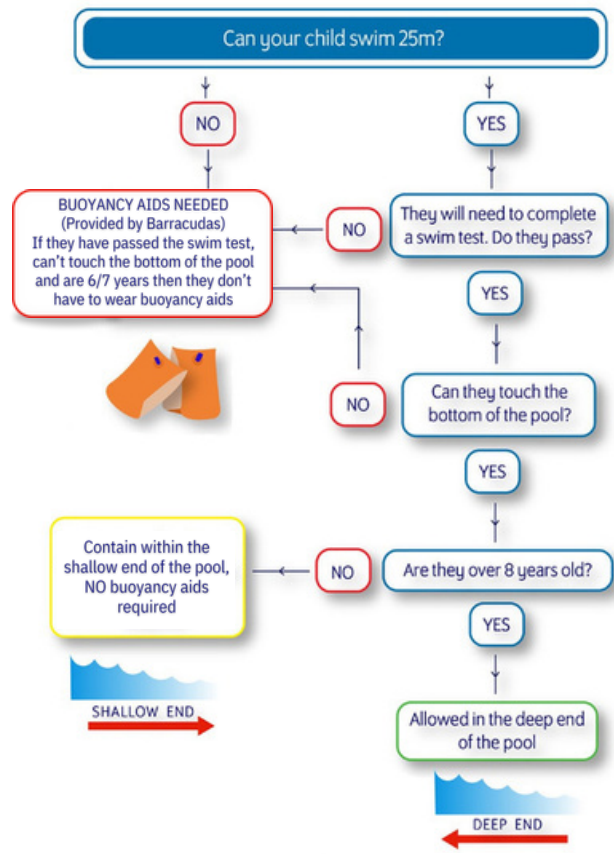 Can your child swim 25m?
NO
YES
BUOYANCY AIDS NEEDED
(Provided by Barracudas)
If they have passed the swim test,
can't touch the bottom of the pool
and are 6/7 years then they don't
have to wear buoyancy aids
NO
They will need to complete
a swim test. Do they pass?
YES
NO
Can they touch the
bottom of the pool?
YES
Contain within the
shallow end of the pool,
NO buoyancy aids
required
NO
Are they over 8 years old?
YES
SHALLOW END
Allowed in the deep end
of the pool
DEEP END